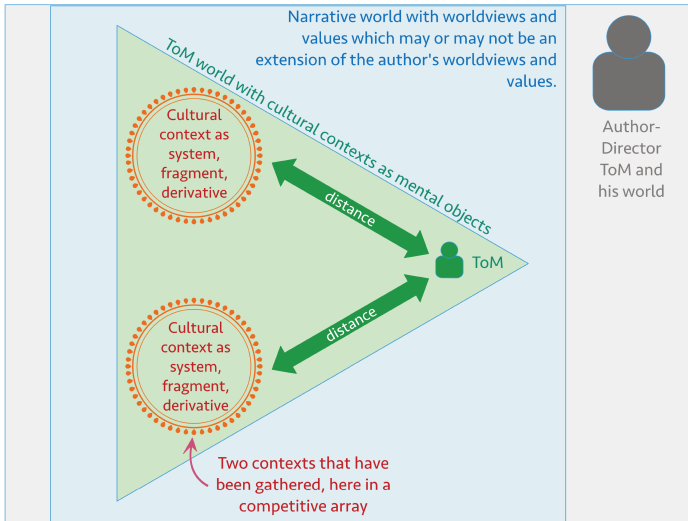 Narrative world with worldviews and
values which may or may not be an
extension of the author's worldviews and
values.
Author-
Director
ToM and
his world
ToM world with cultural contexts as mental objects
Cultural
context as
system,
fragment,
derivative
distance
ToM
distance
Cultural
context as
system,
fragment,
derivative
Two contexts that have
been gathered, here in a
competitive array